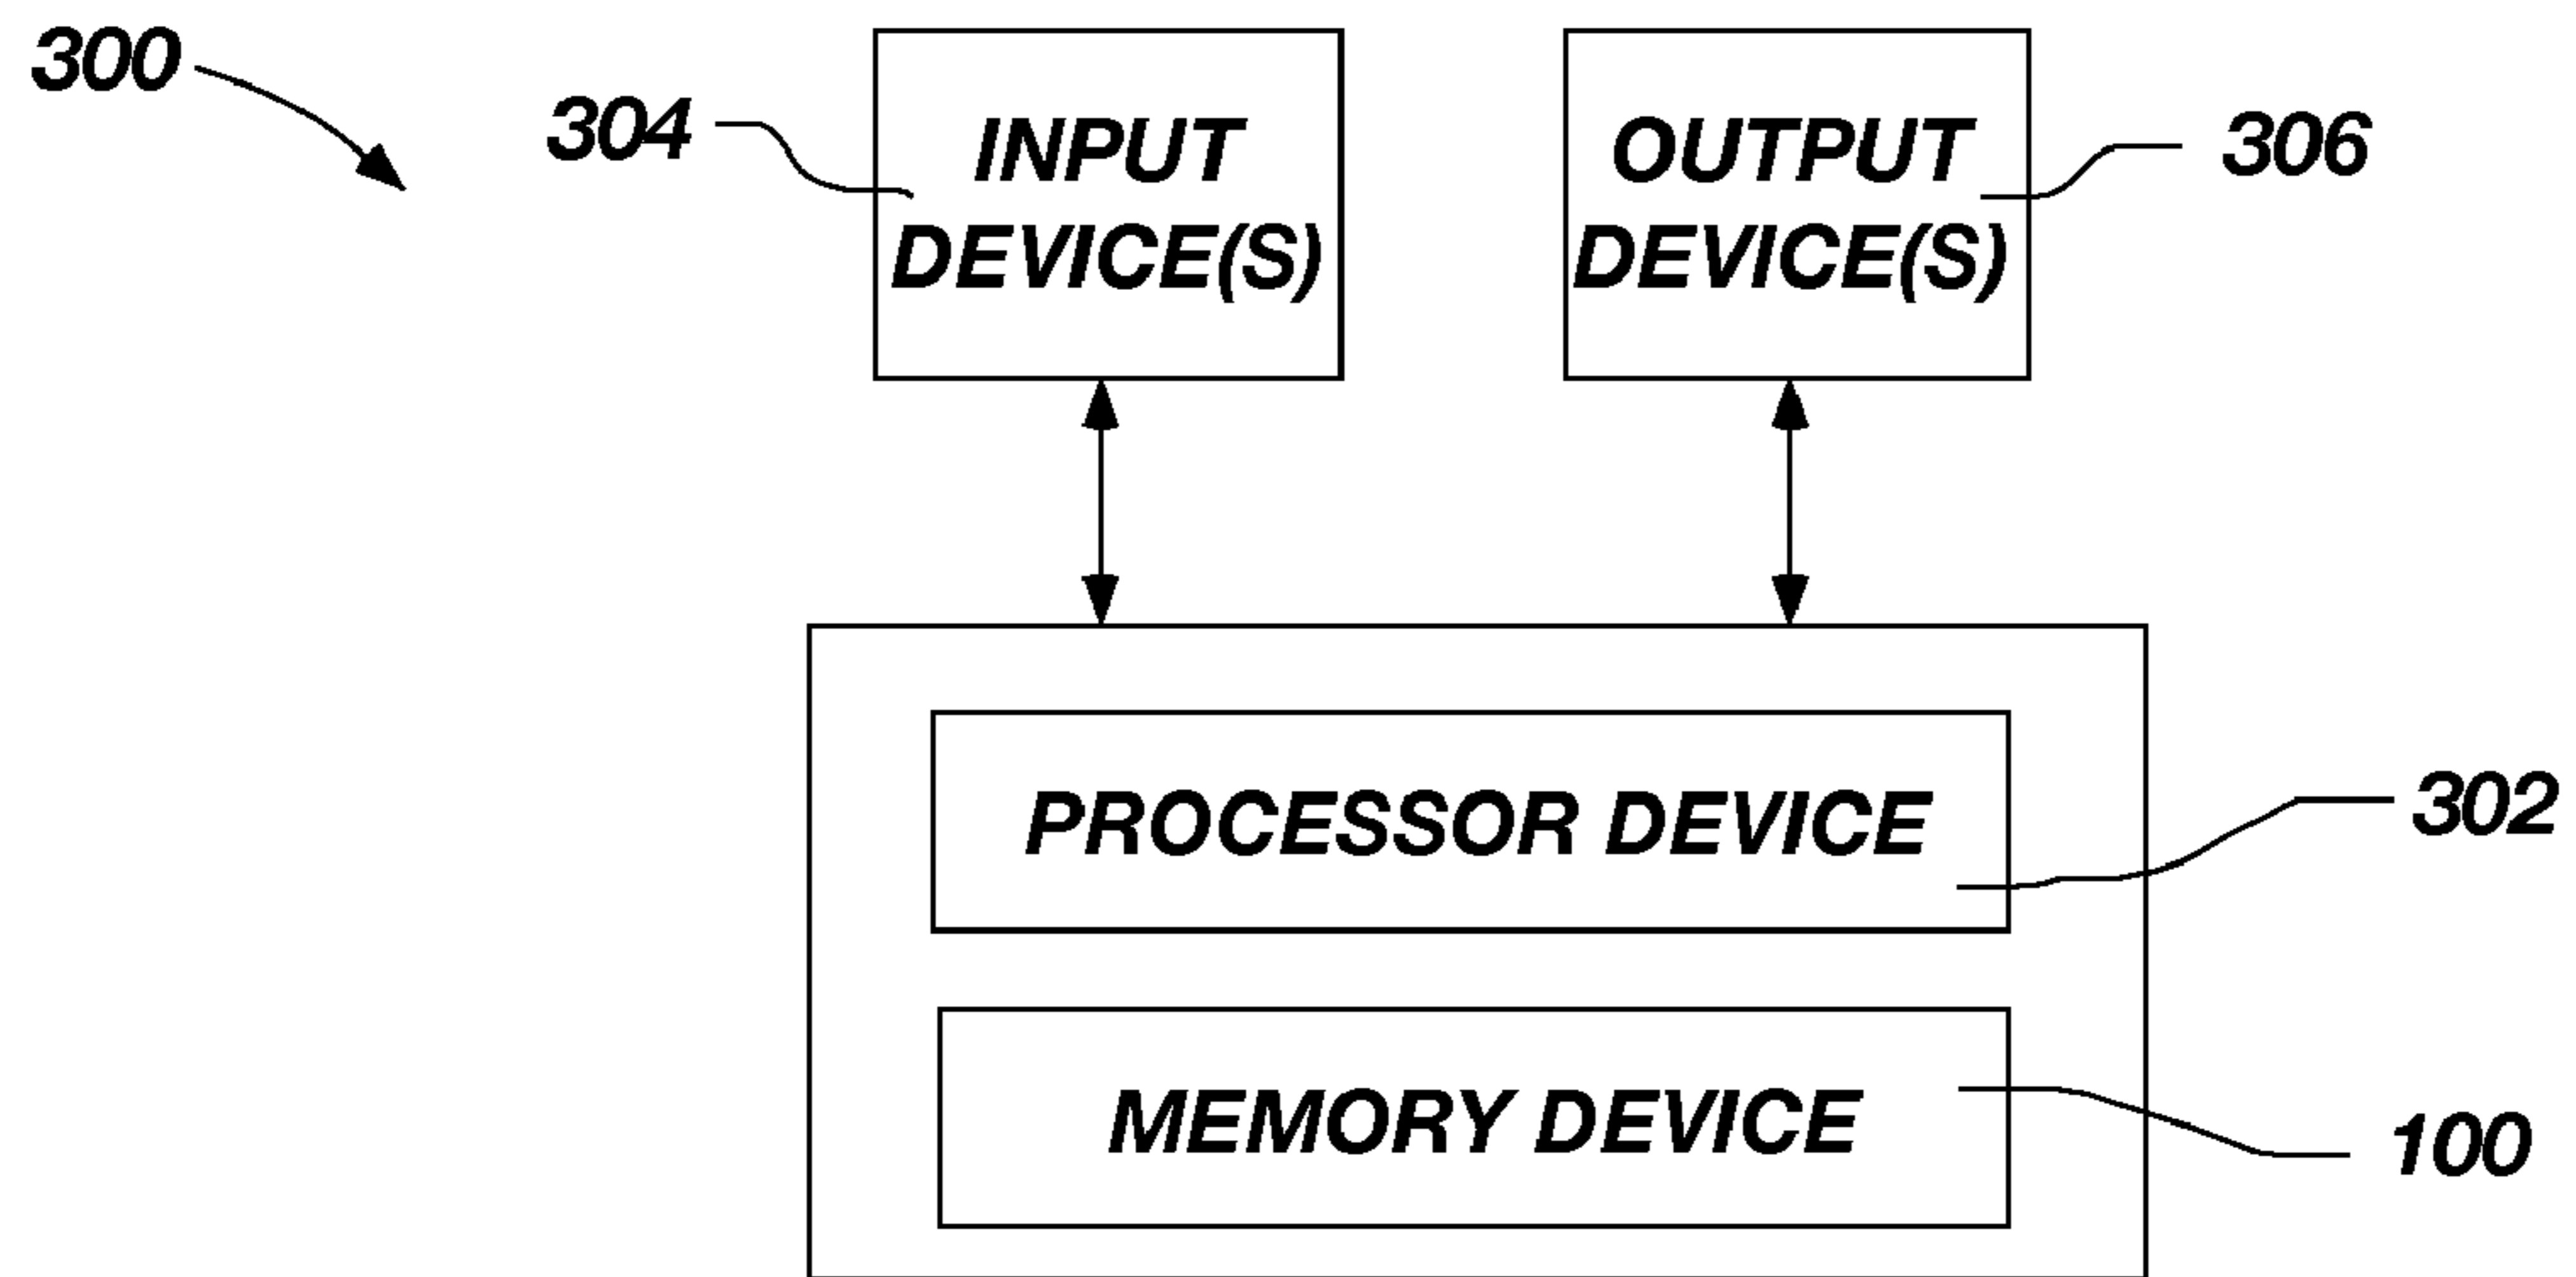 300
304
INPUT
DEVICE(S)
OUTPUT
DEVICE(S)
306
PROCESSOR DEVICE
302
MEMORY DEVICE
100